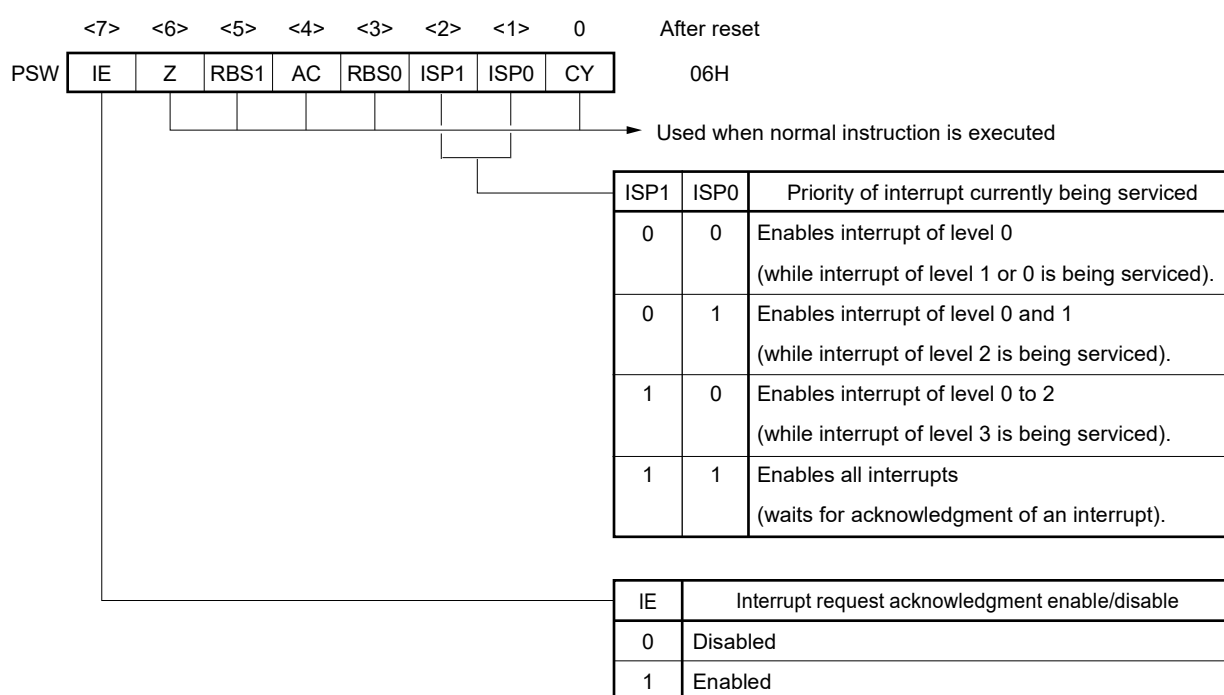 <7> <6> <5> <4> <3> <2> <1> 0 After reset
PSW IE Z RBS1 AC RBS0 ISP1 ISP0 CY 06H
Used when normal instruction is executed
ISP1 ISP0 Priority of interrupt currently being serviced
0 0 Enables interrupt of level 0
(while interrupt of level 1 or 0 is being serviced).
0 1 Enables interrupt of level 0 and 1
(while interrupt of level 2 is being serviced).
1 0 Enables interrupt of level 0 to 2
(while interrupt of level 3 is being serviced).
1 1 Enables all interrupts
(waits for acknowledgment of an interrupt).
IE Interrupt request acknowledgment enable/disable
0 Disabled
1 Enabled